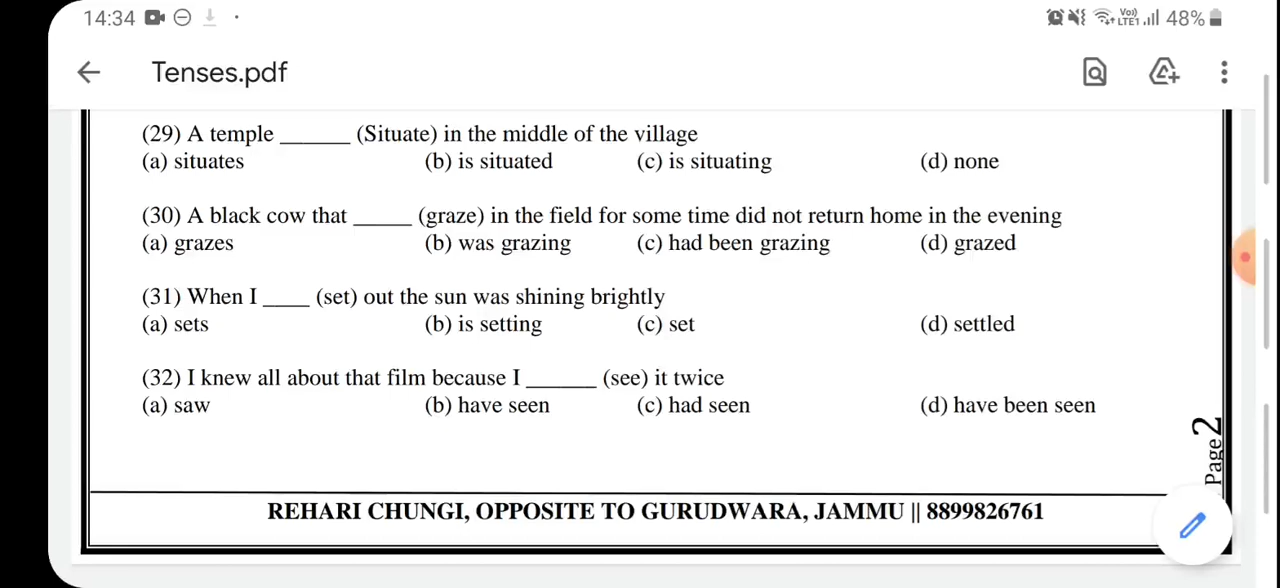 14:34
Vo)) LTE1 48%
Tenses.pdf
(29) A temple ______ (Situate) in the middle of the village
(a) situates (b) is situated (c) is situating (d) none
(30) A black cow that _____ (graze) in the field for some time did not return home in the evening
(a) grazes (b) was grazing (c) had been grazing (d) grazed
(31) When I ____ (set) out the sun was shining brightly
(a) sets (b) is setting (c) set (d) settled
(32) I knew all about that film because I ______ (see) it twice
(a) saw (b) have seen (c) had seen (d) have been seen
Page 2
REHARI CHUNGI, OPPOSITE TO GURUDWARA, JAMMU || 8899826761